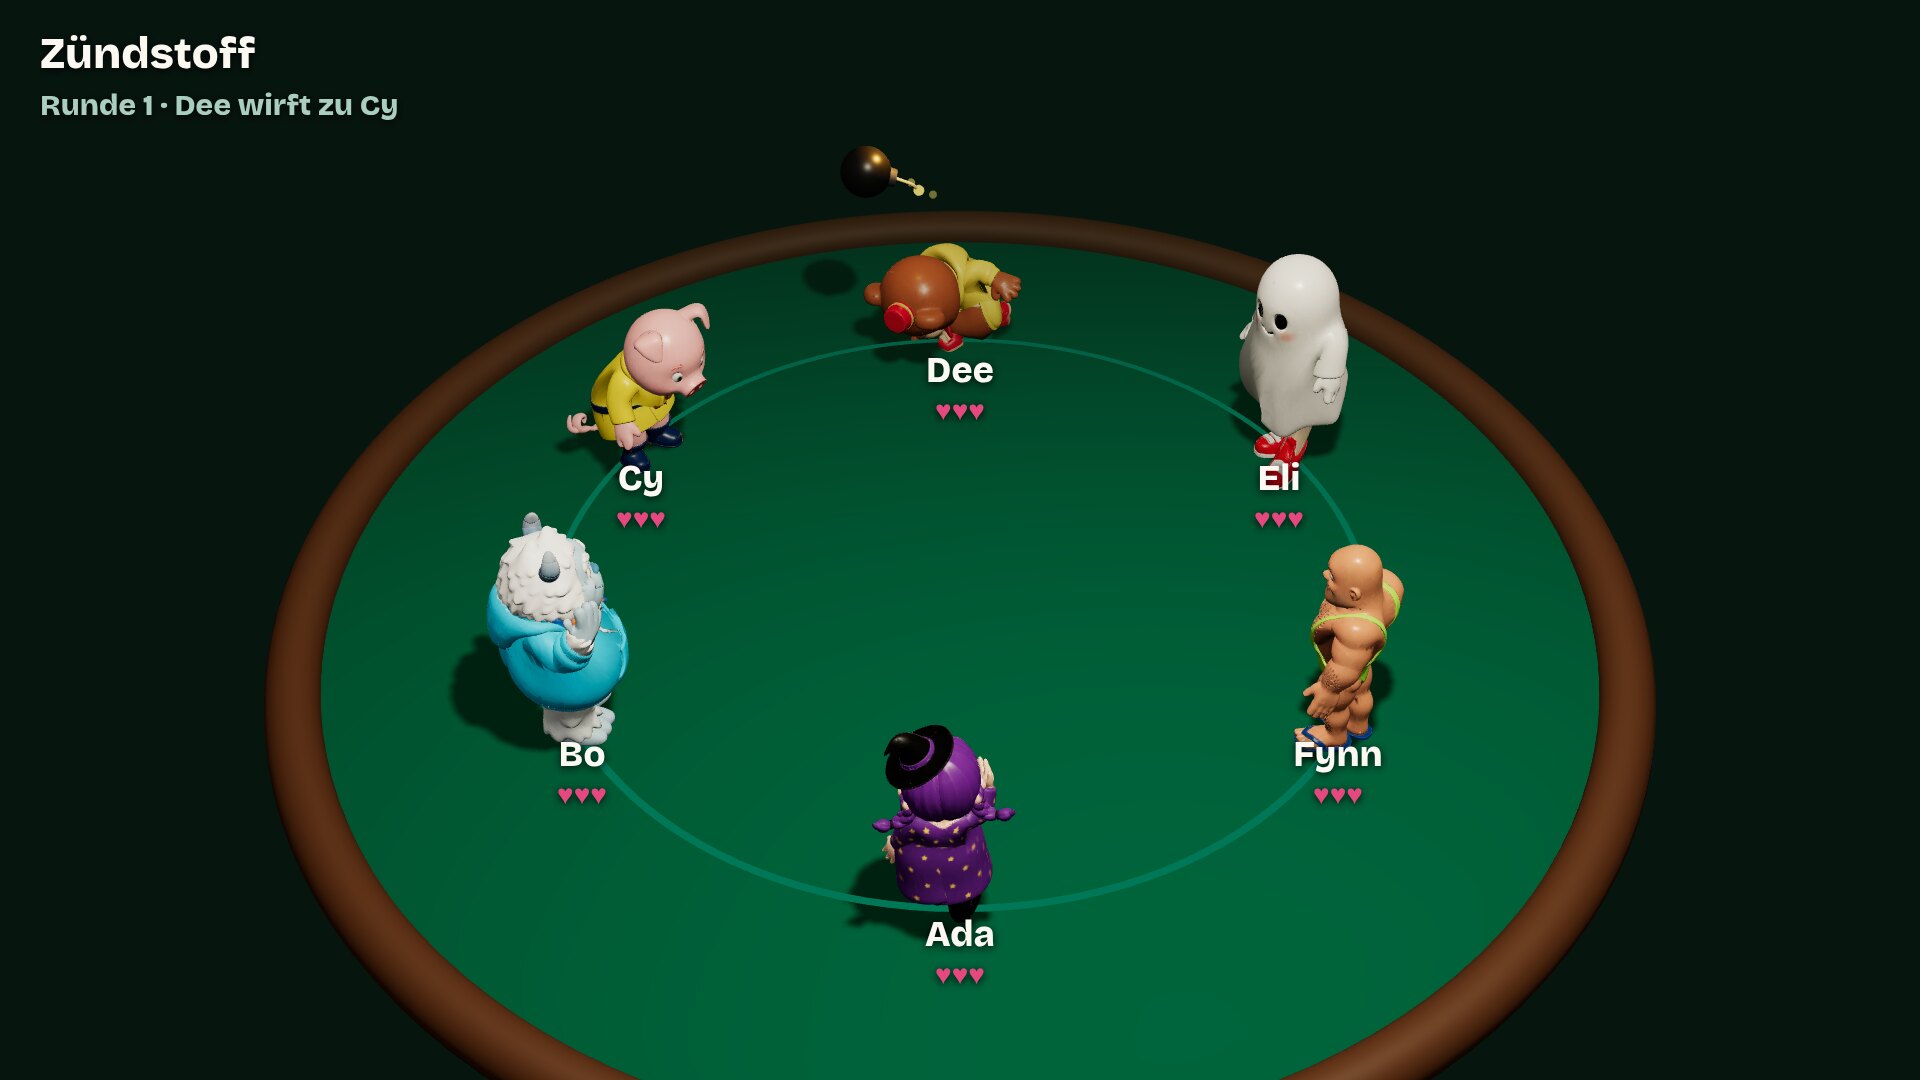 Zündstoff
Runde 1 · Dee wirft zu Cy
Dee
♥♥♥
Cy
♥♥♥
Eli
♥♥♥
Bo
♥♥♥
Fynn
♥♥♥
Ada
♥♥♥